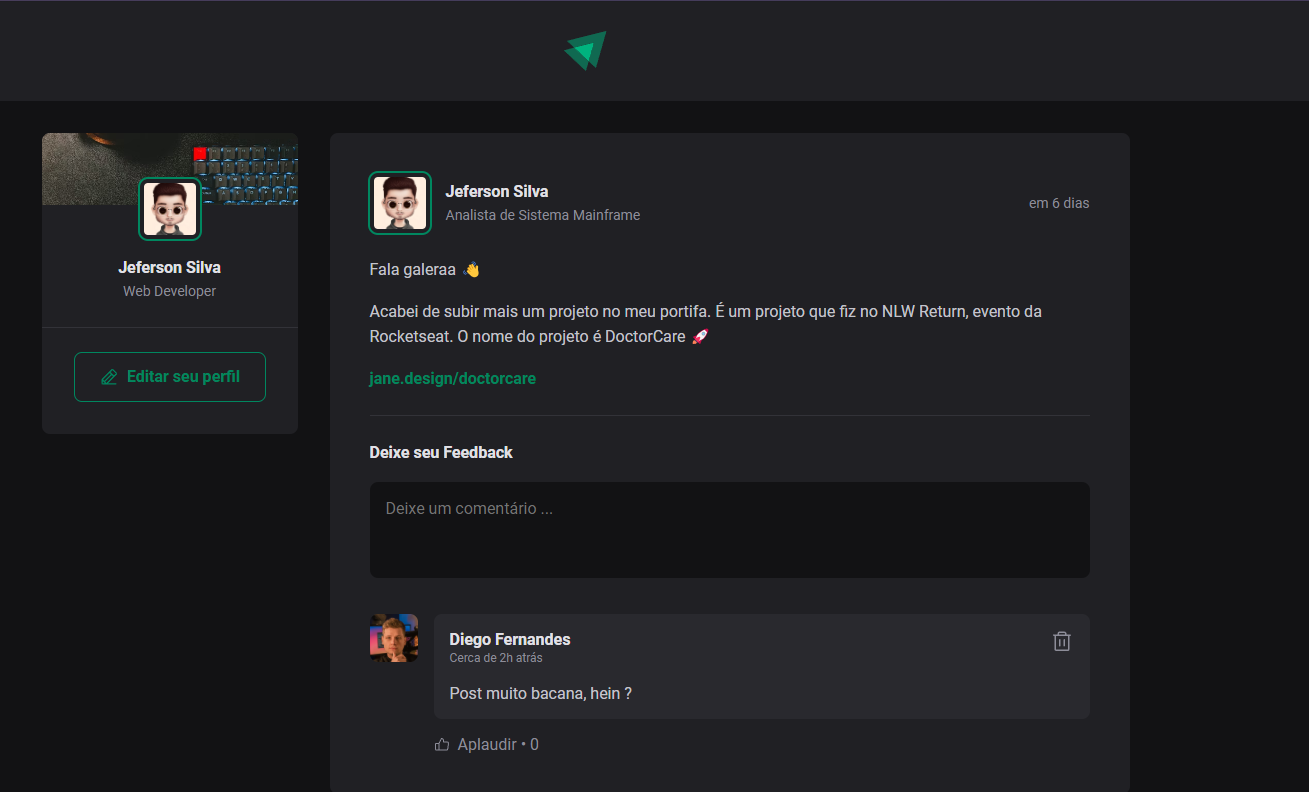 Jeferson Silva
Web Developer
Editar seu perfil
Jeferson Silva
Analista de Sistema Mainframe
em 6 dias
Fala galeraa 👋
Acabei de subir mais um projeto no meu portifa. É um projeto que fiz no NLW Return, evento da
Rocketseat. O nome do projeto é DoctorCare 🚀
jane.design/doctorcare
Deixe seu Feedback
Deixe um comentário ...
Diego Fernandes
Cerca de 2h atrás
Post muito bacana, hein ?
Aplaudir • 0